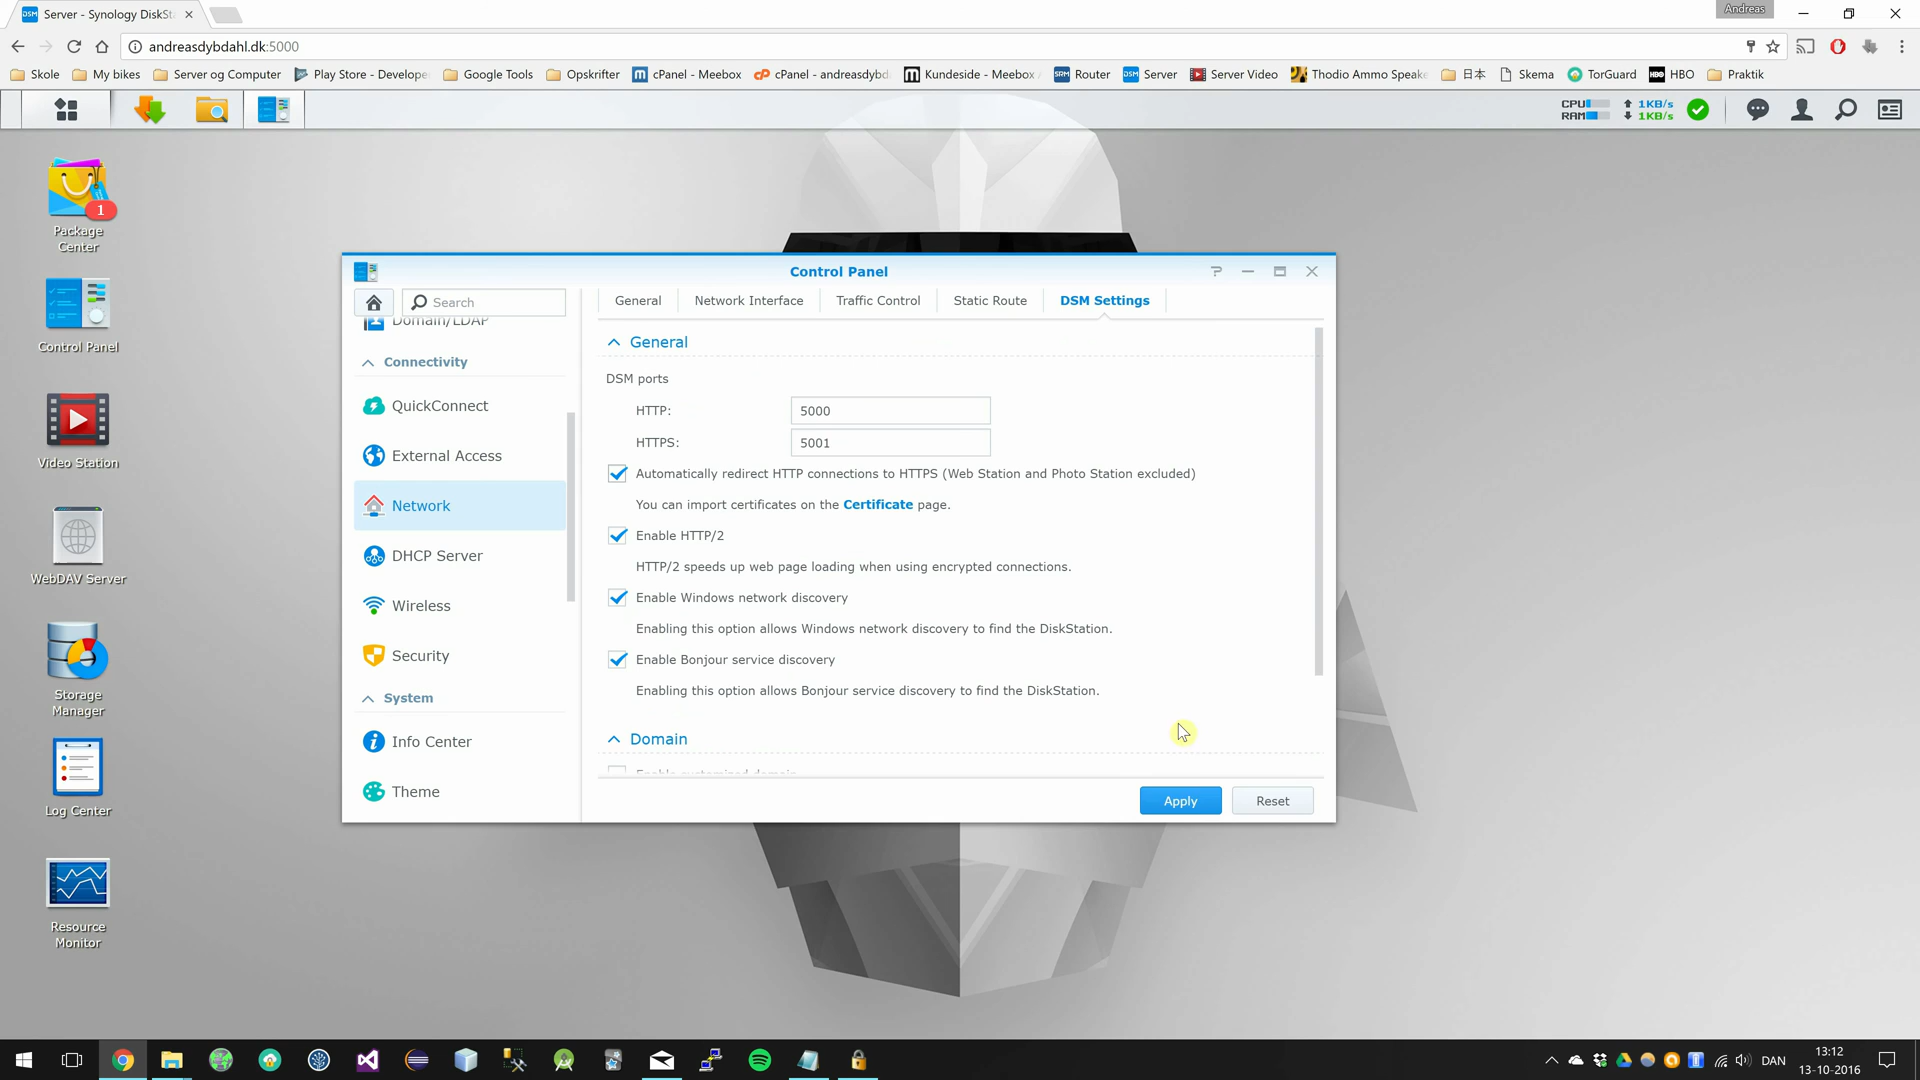 Server - Synology DiskSt
Andreas
andreasdybdahl.dk:5000
Skole
My bikes
Server og Computer
Play Store - Develope
Google Tools
Opskrifter
cPanel - Meebox
cPanel - andreasdybd
Kundeside - Meebox
SRM Router
DSM Server
Server Video
Thodio Ammo Speake
日本
Skema
TorGuard
HBO HBO
Praktik
CPU
RAM
1KB/s
1KB/s
1
Package
Center
Control Panel
Video Station
WebDAV Server
Storage
Manager
Log Center
Resource
Monitor
Control Panel
Search
General
Network Interface
Traffic Control
Static Route
DSM Settings
Domain/LDAP
Connectivity
QuickConnect
External Access
Network
DHCP Server
Wireless
Security
System
Info Center
Theme
General
DSM ports
HTTP: 5000
HTTPS: 5001
Automatically redirect HTTP connections to HTTPS (Web Station and Photo Station excluded)
You can import certificates on the Certificate page.
Enable HTTP/2
HTTP/2 speeds up web page loading when using encrypted connections.
Enable Windows network discovery
Enabling this option allows Windows network discovery to find the DiskStation.
Enable Bonjour service discovery
Enabling this option allows Bonjour service discovery to find the DiskStation.
Domain
Enable customized domain
Apply
Reset
DAN
13:12
13-10-2016